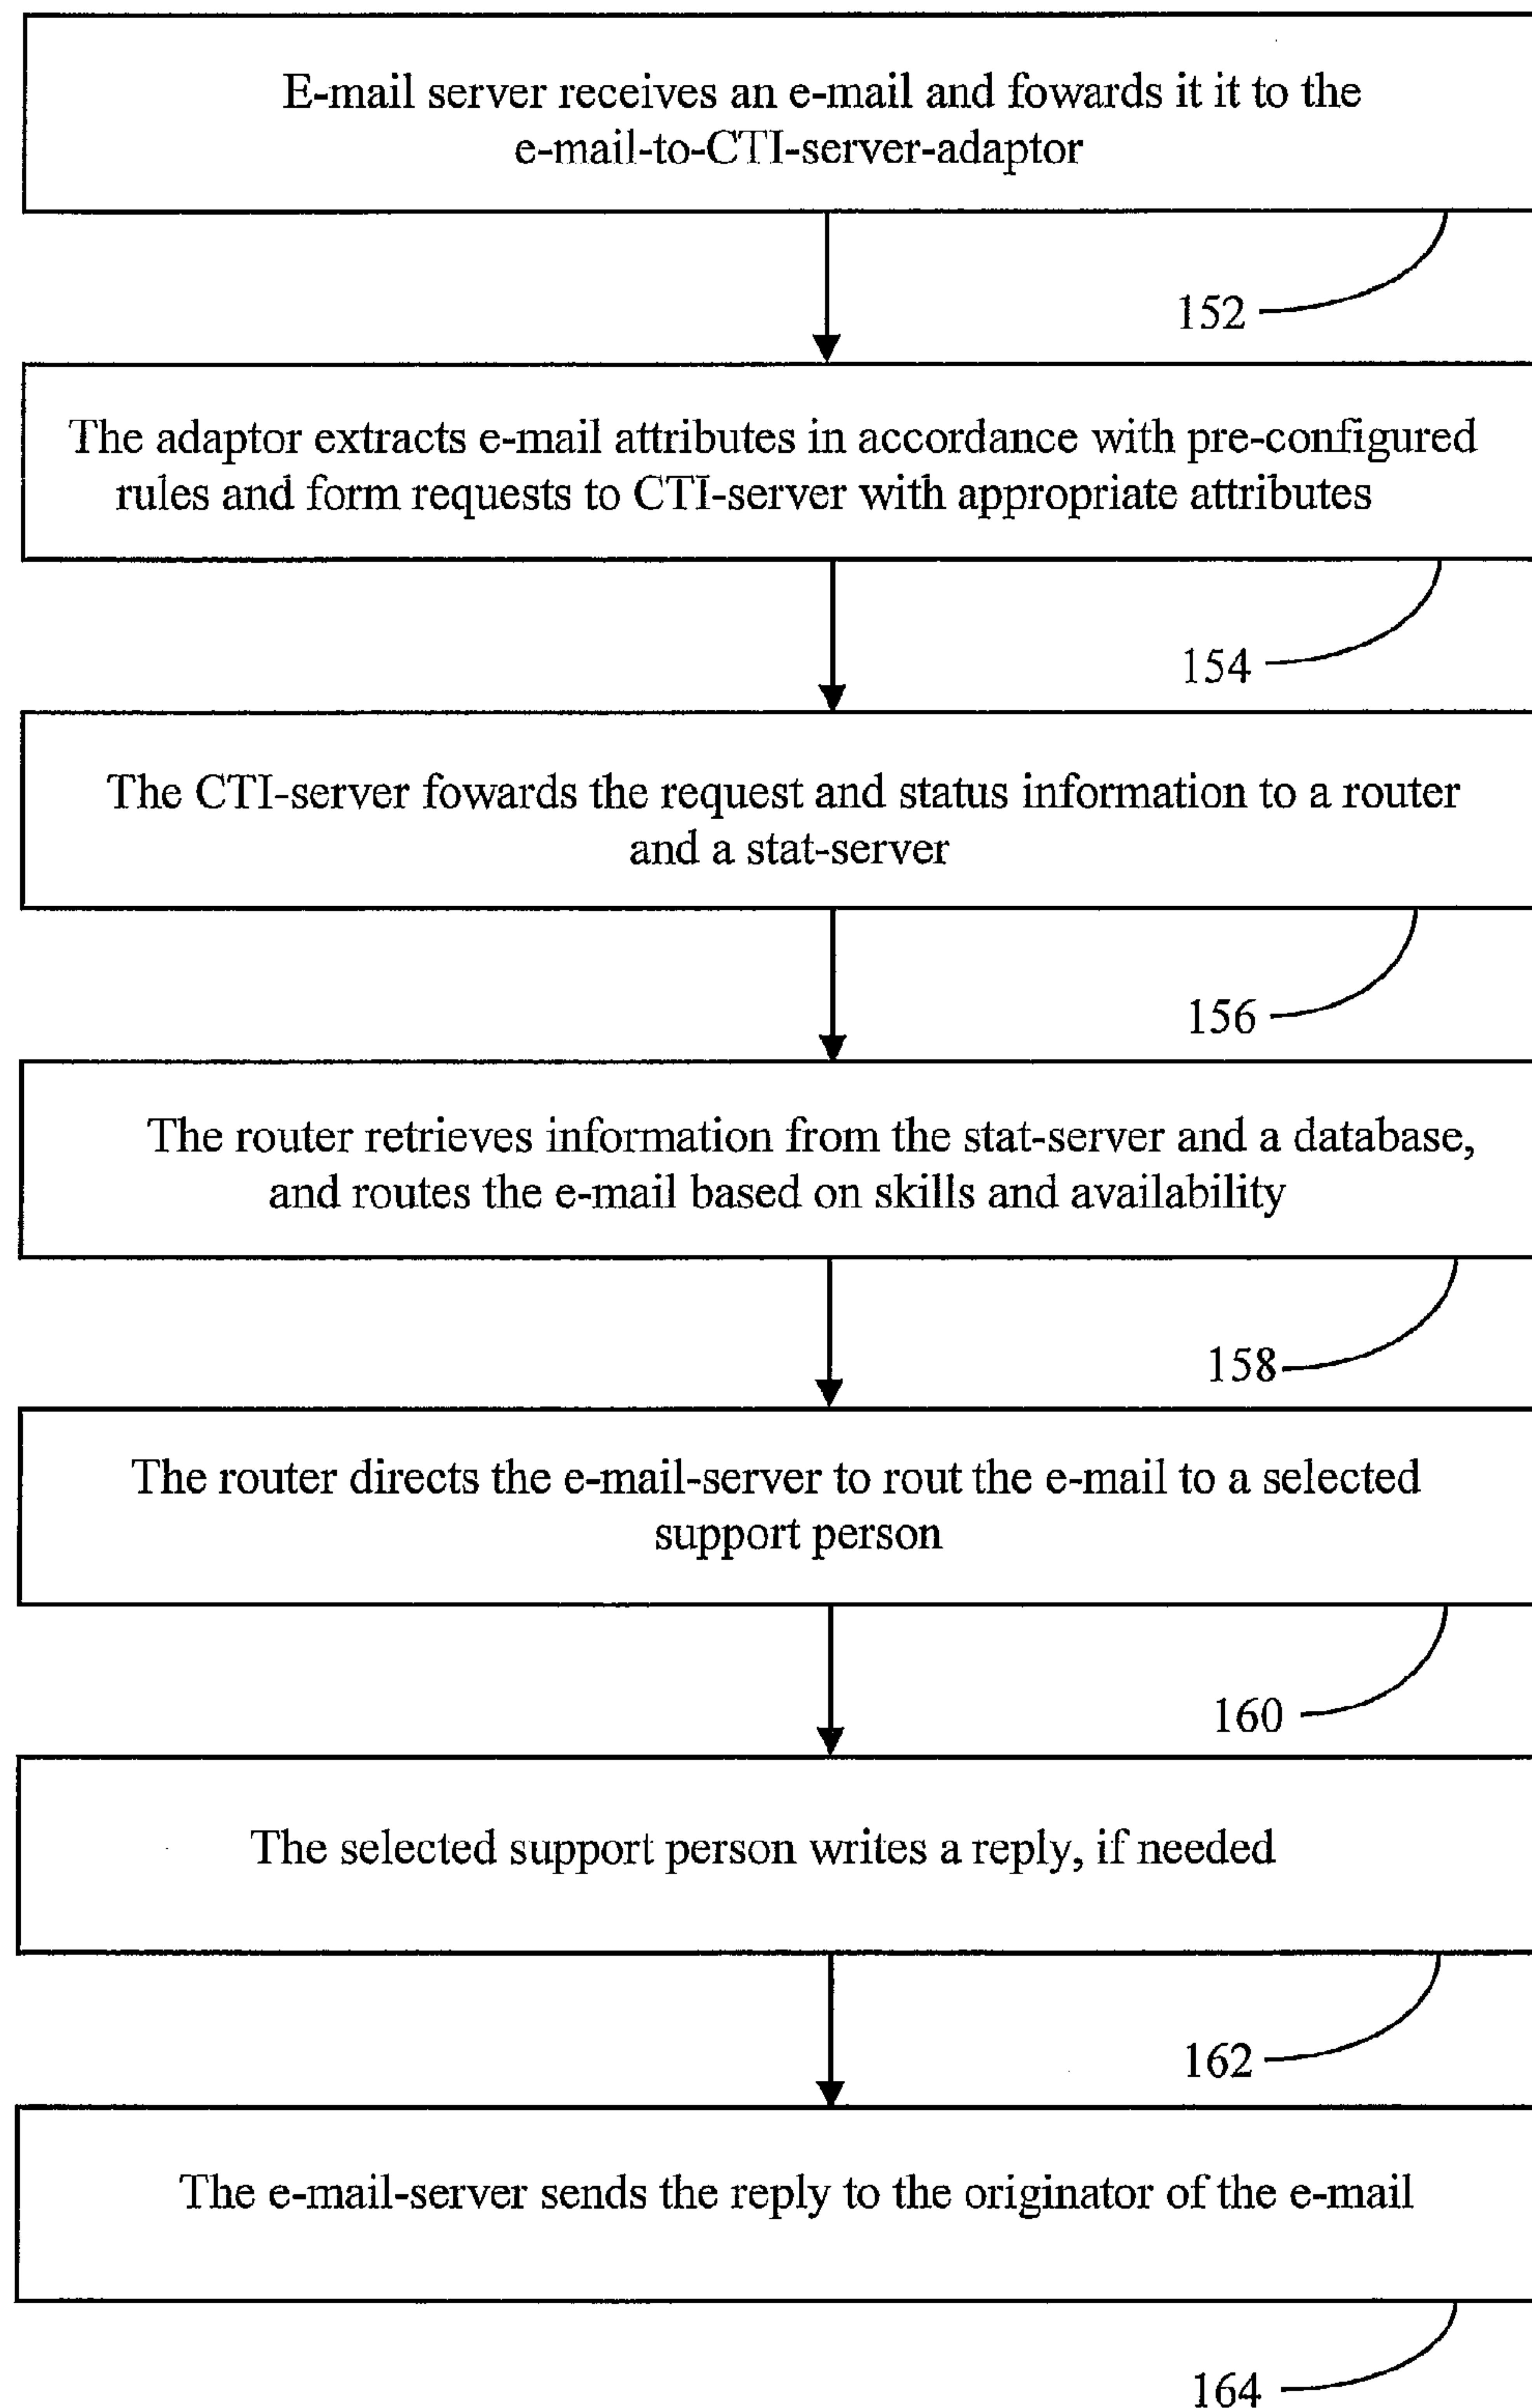 E-mail server receives an e-mail and fowards it it to the
e-mail-to-CTI-server-adaptor
152
The adaptor extracts e-mail attributes in accordance with pre-configured
rules and form requests to CTI-server with appropriate attributes
154
The CTI-server fowards the request and status information to a router
and a stat-server
156
The router retrieves information from the stat-server and a database,
and routes the e-mail based on skills and availability
158
The router directs the e-mail-server to rout the e-mail to a selected
support person
160
The selected support person writes a reply, if needed
162
The e-mail-server sends the reply to the originator of the e-mail
164